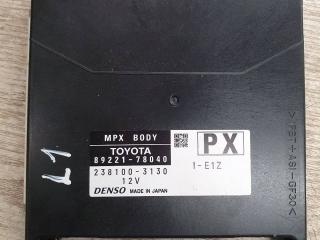 MPX BODY
TOYOTA
89221-78040
238100-3130
12V
DENSO MADE IN JAPAN
PX
1-E1Z
L1